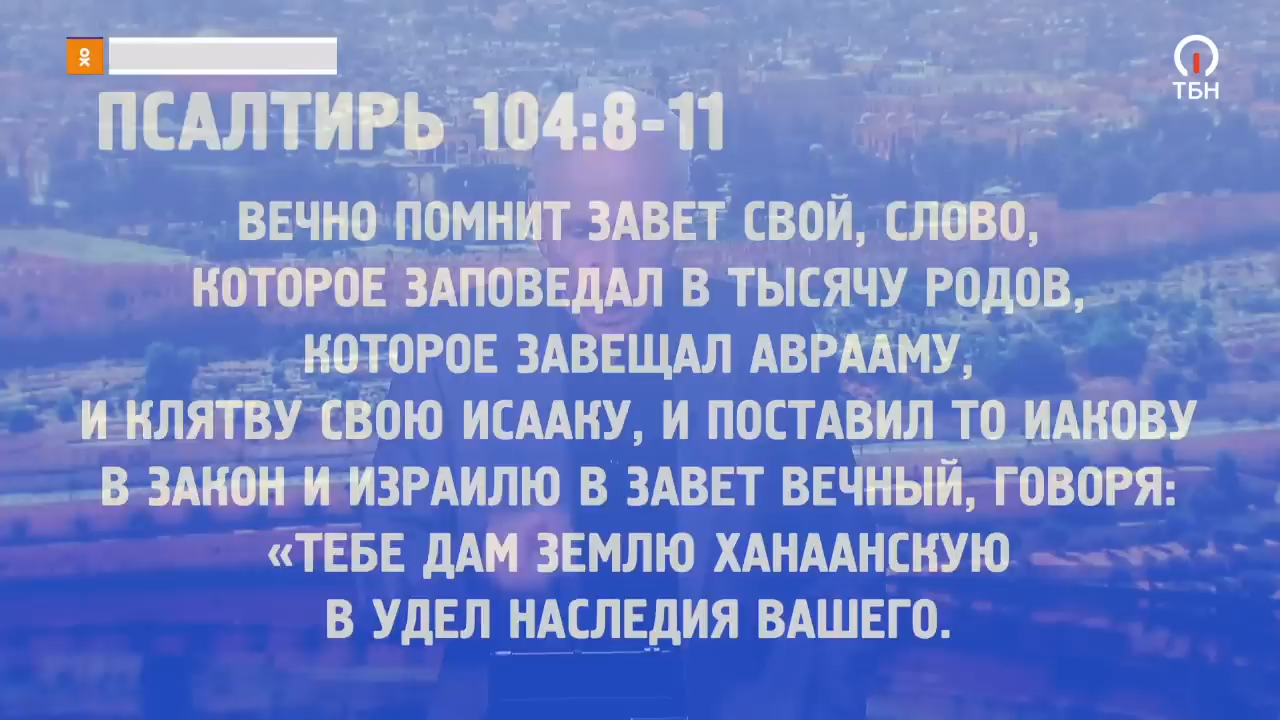 ПСАЛТИРЬ 104:8-11
ТБН
ВЕЧНО ПОМНИТ ЗАВЕТ СВОЙ, СЛОВО,
КОТОРОЕ ЗАПОВЕДАЛ В ТЫСЯЧУ РОДОВ,
КОТОРОЕ ЗАВЕЩАЛ АВРААМУ,
И КЛЯТВУ СВОЮ ИСААКУ, И ПОСТАВИЛ ТО ИАКОВУ
В ЗАКОН И ИЗРАИЛЮ В ЗАВЕТ ВЕЧНЫЙ, ГОВОРЯ:
«ТЕБЕ ДАМ ЗЕМЛЮ ХАНААНСКУЮ
В УДЕЛ НАСЛЕДИЯ ВАШЕГО.